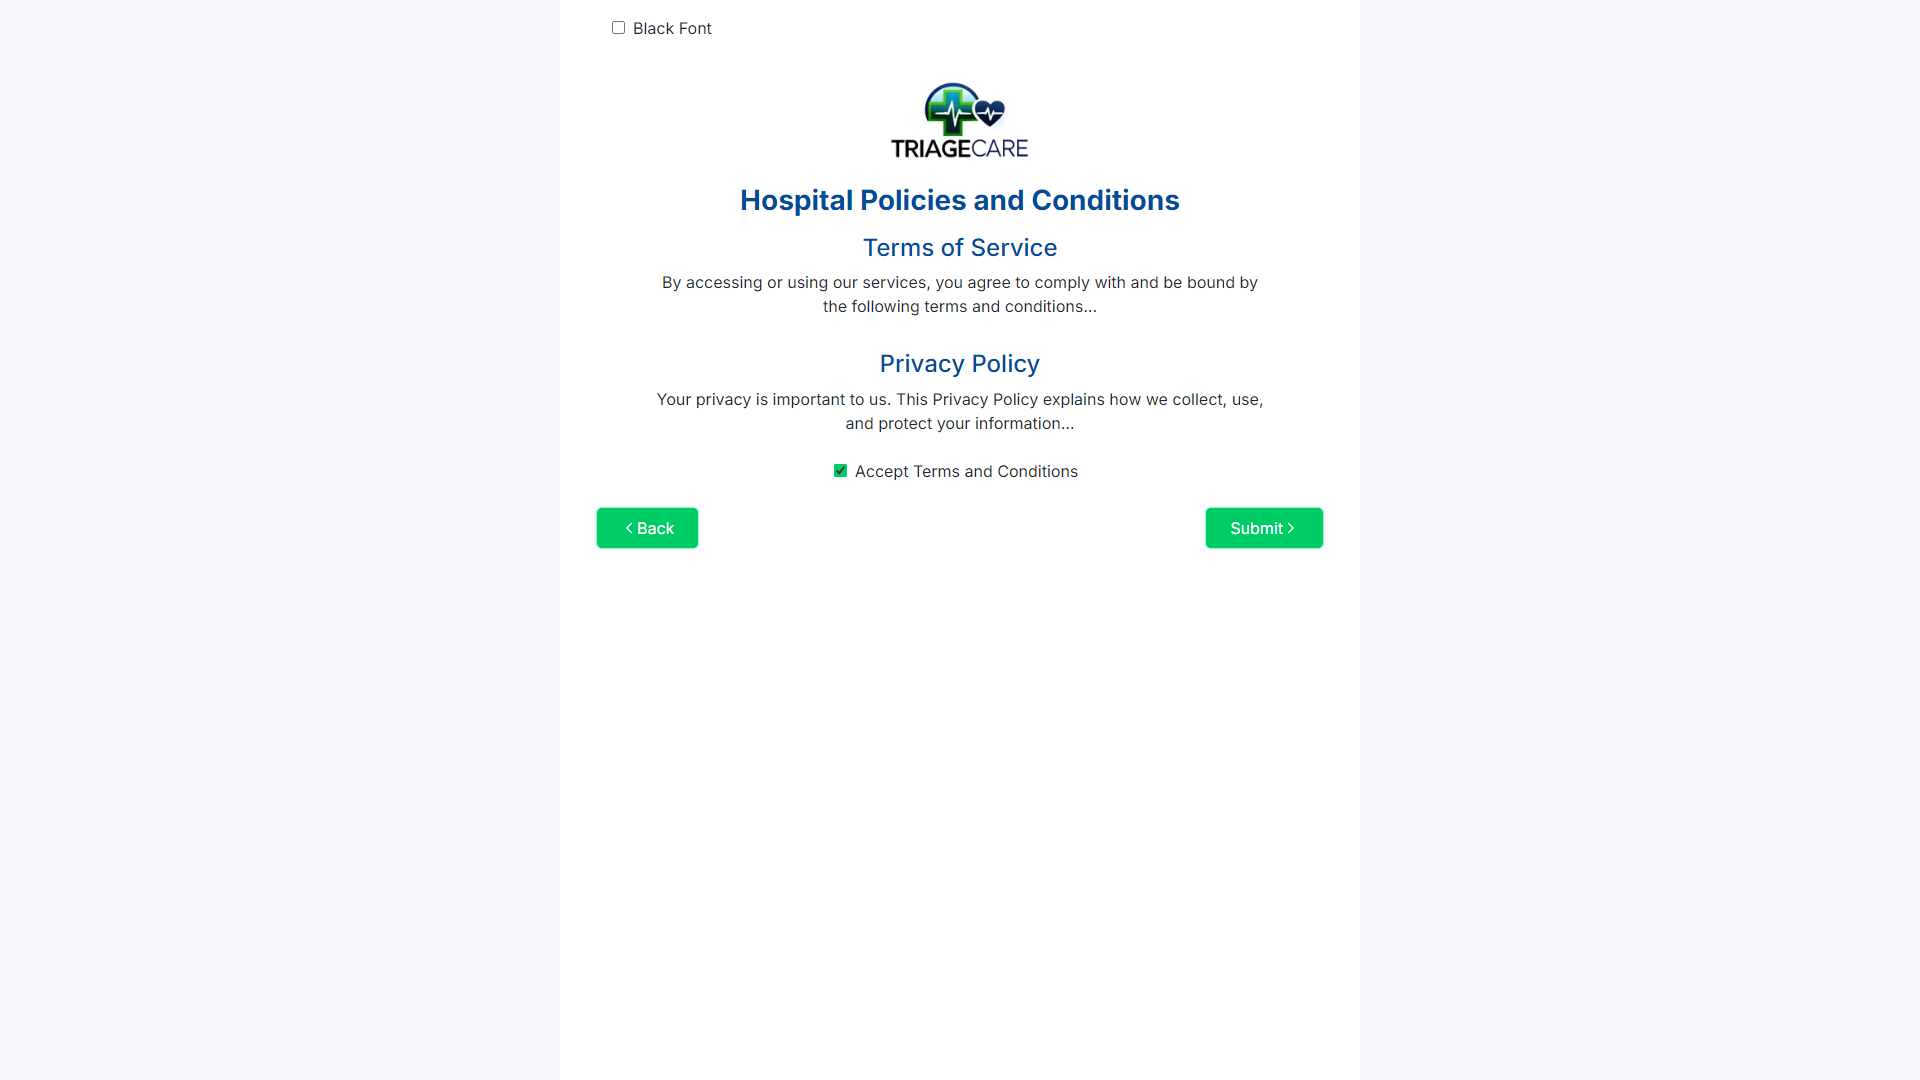 Black Font
TRIAGECARE
Hospital Policies and Conditions
Terms of Service
By accessing or using our services, you agree to comply with and be bound by
the following terms and conditions...
Privacy Policy
Your privacy is important to us. This Privacy Policy explains how we collect, use,
and protect your information...
Accept Terms and Conditions
Back
Submit